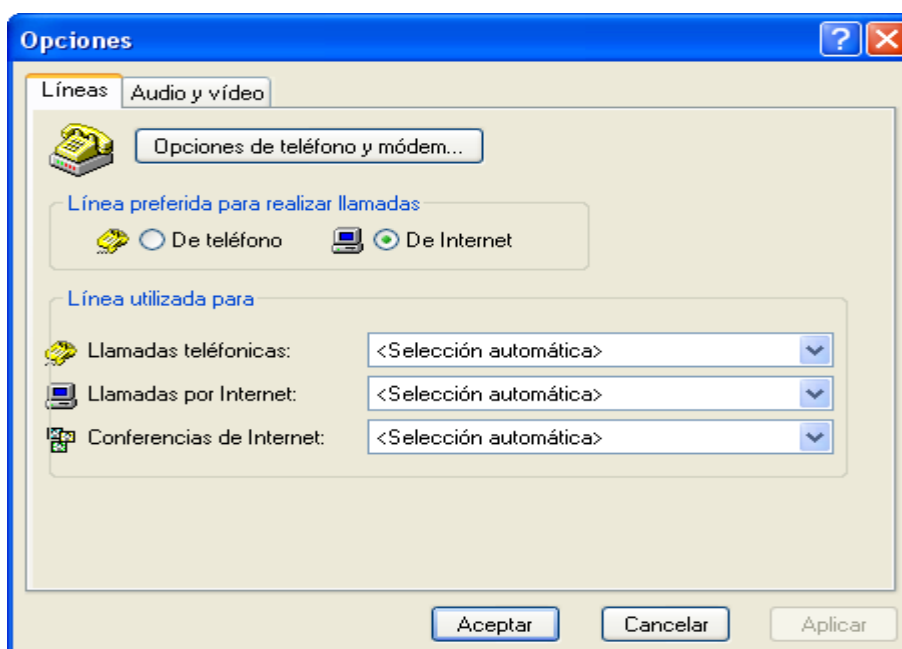 Opciones
Líneas
Audio y vídeo
Opciones de teléfono y módem...
Línea preferida para realizar llamadas
De teléfono
De Internet
Línea utilizada para
Llamadas teléfonicas:
<Selección automática>
Llamadas por Internet:
<Selección automática>
Conferencias de Internet:
<Selección automática>
Aceptar
Cancelar
Aplicar